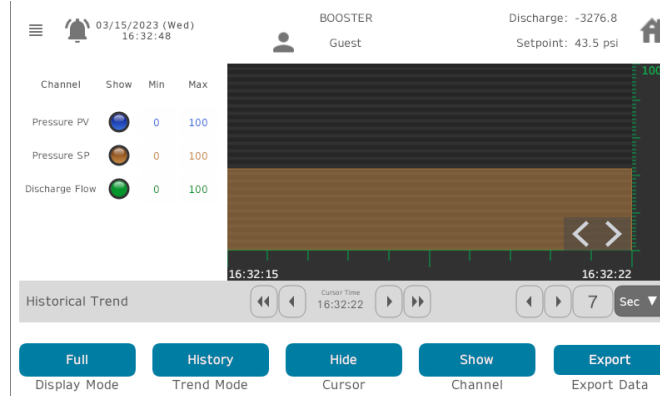 03/15/2023 (Wed)
16:32:48
BOOSTER
Guest
Discharge: -3276.8
Setpoint: 43.5 psi
Channel Show Min Max
Pressure PV 0 100
Pressure SP 0 100
Discharge Flow 0 100
100
16:32:15 16:32:22
Historical Trend
Cursor Time
16:32:22
7
Sec
Full History Hide Show Export
Display Mode Trend Mode Cursor Channel Export Data